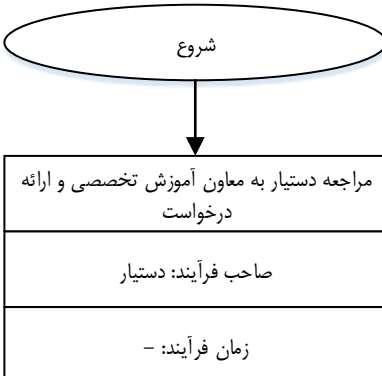 شروع
مراجعه دستیار به معاون آموزش تخصصی و ارائه
درخواست
صاحب فرآیند: دستیار
زمان فرآیند: –